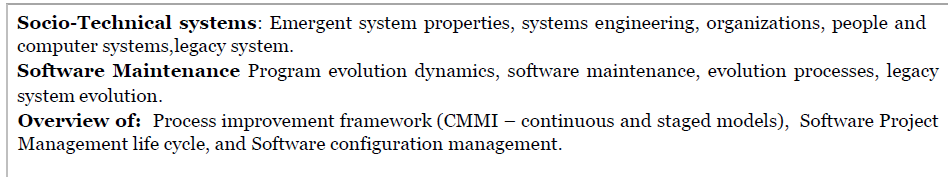 Socio-Technical systems: Emergent system properties, systems engineering, organizations, people and
computer systems,legacy system.
Software Maintenance Program evolution dynamics, software maintenance, evolution processes, legacy
system evolution.
Overview of: Process improvement framework (CMMI – continuous and staged models), Software Project
Management life cycle, and Software configuration management.